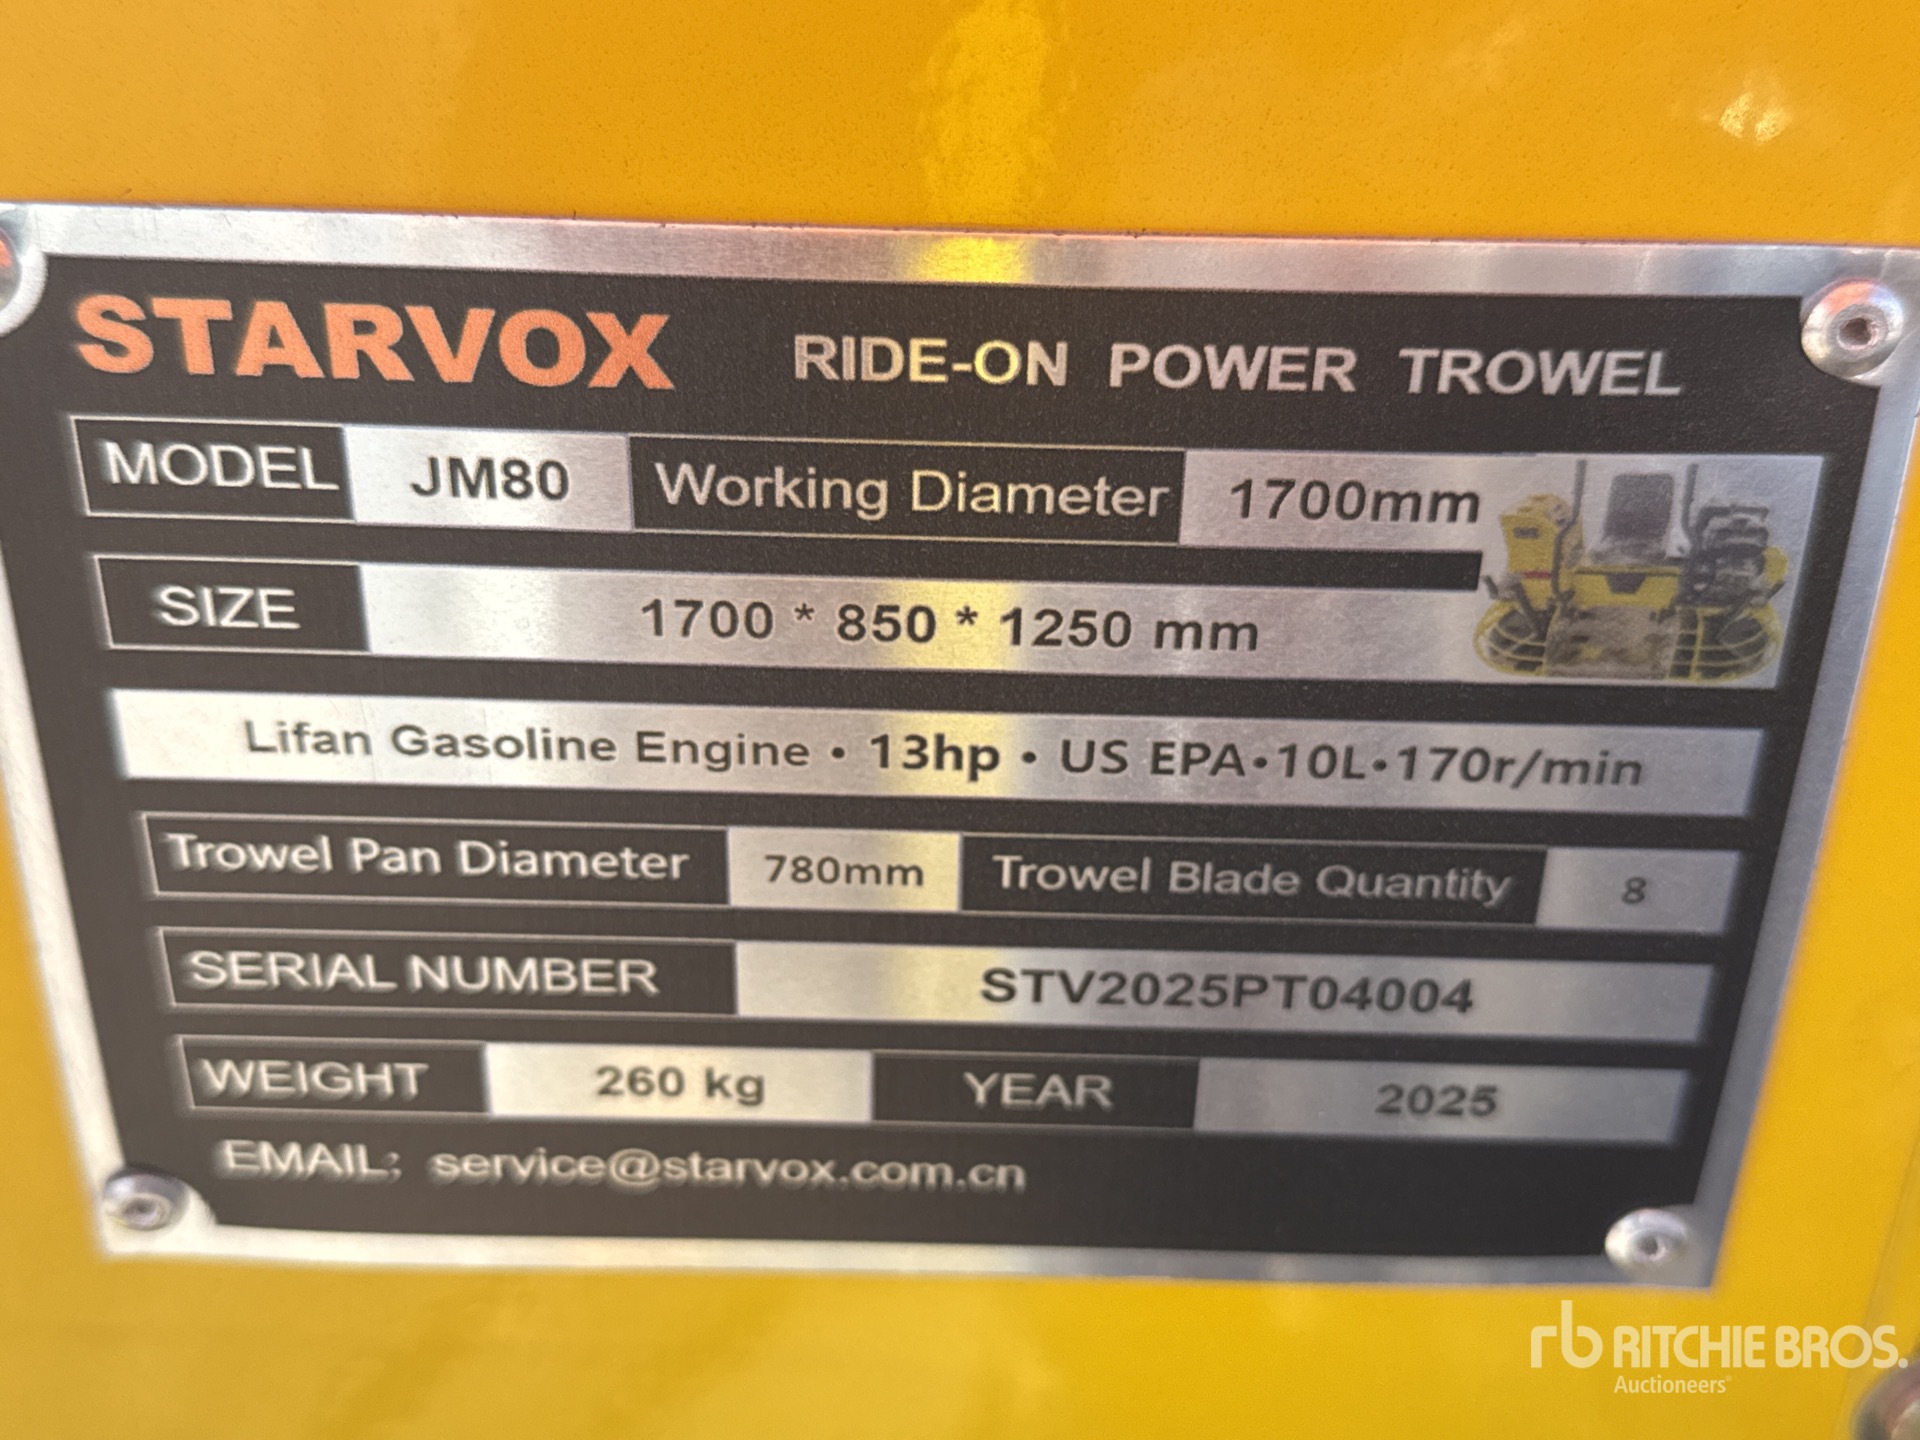 STARVOX RIDE-ON POWER TROWEL
MODEL JM80 Working Diameter 1700mm
SIZE 1700 * 850 * 1250 mm
Lifan Gasoline Engine • 13hp • US EPA•10L•170r/min
Trowel Pan Diameter 780mm Trowel Blade Quantity 8
SERIAL NUMBER STV2025PT04004
WEIGHT 260 kg YEAR 2025
EMAIL: service@starvox.com.cn
rb RITCHIE BROS.
Auctioneers